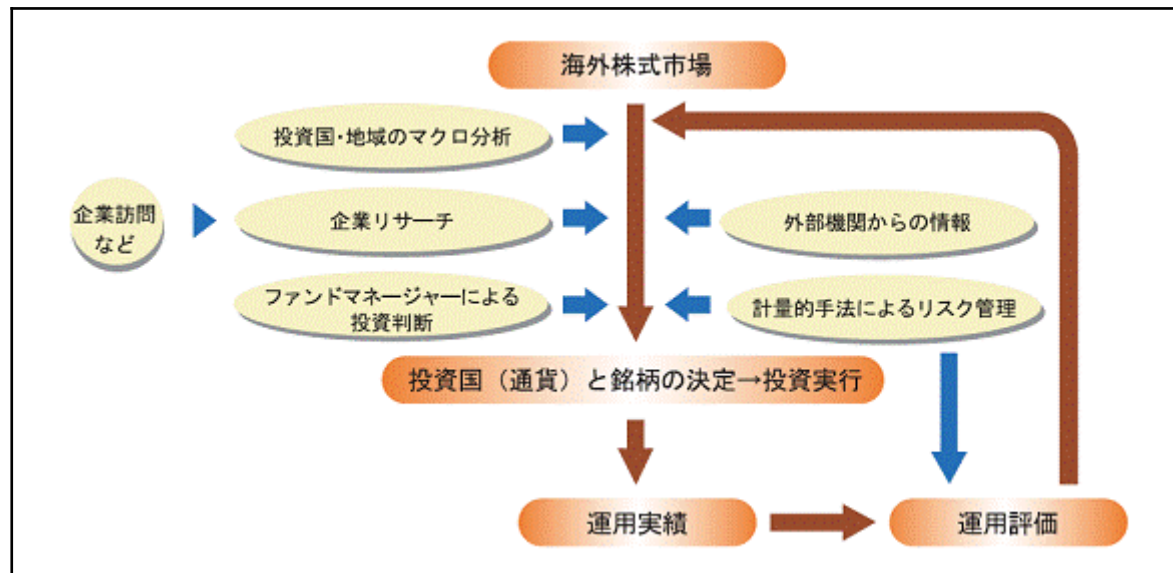 海外株式市場
投資国・地域のマクロ分析
企業訪問
など
企業リサーチ
外部機関からの情報
ファンドマネージャーによる
投資判断
計量的手法によるリスク管理
投資国（通貨）と銘柄の決定→投資実行
運用実績
運用評価